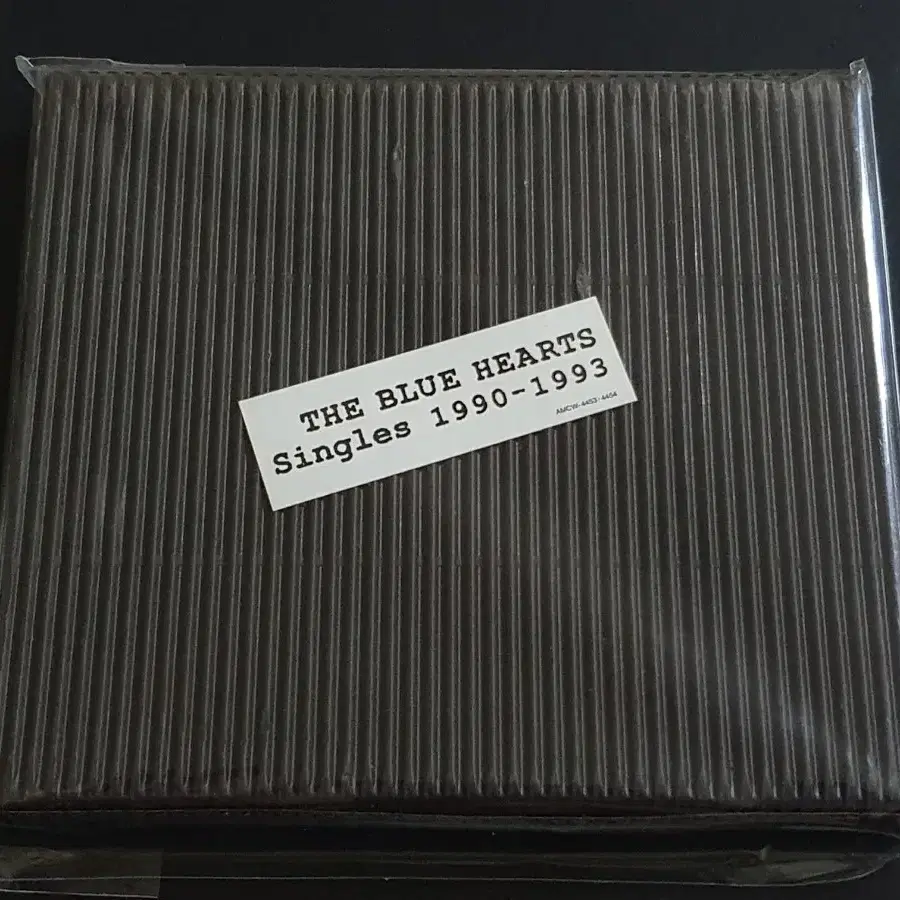 THE BLUE HEARTS
Singles 1990-1993
AMCW-4453・4454